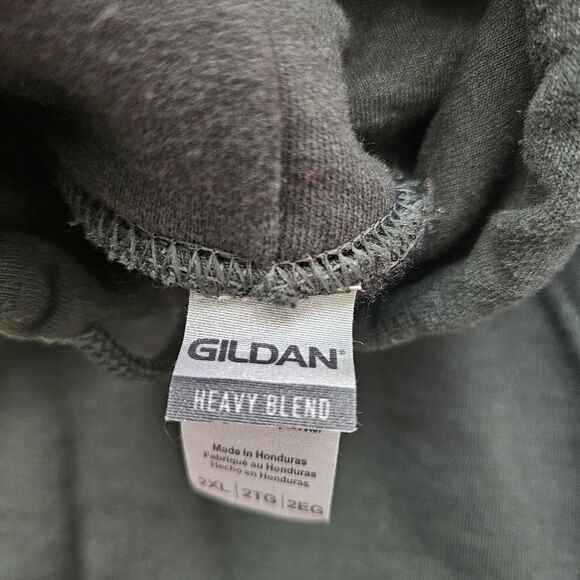 GILDAN®
HEAVY BLEND
Made in Honduras
Fabriqué au Honduras
Hecho en Honduras
2XL | 2TG | 2EG